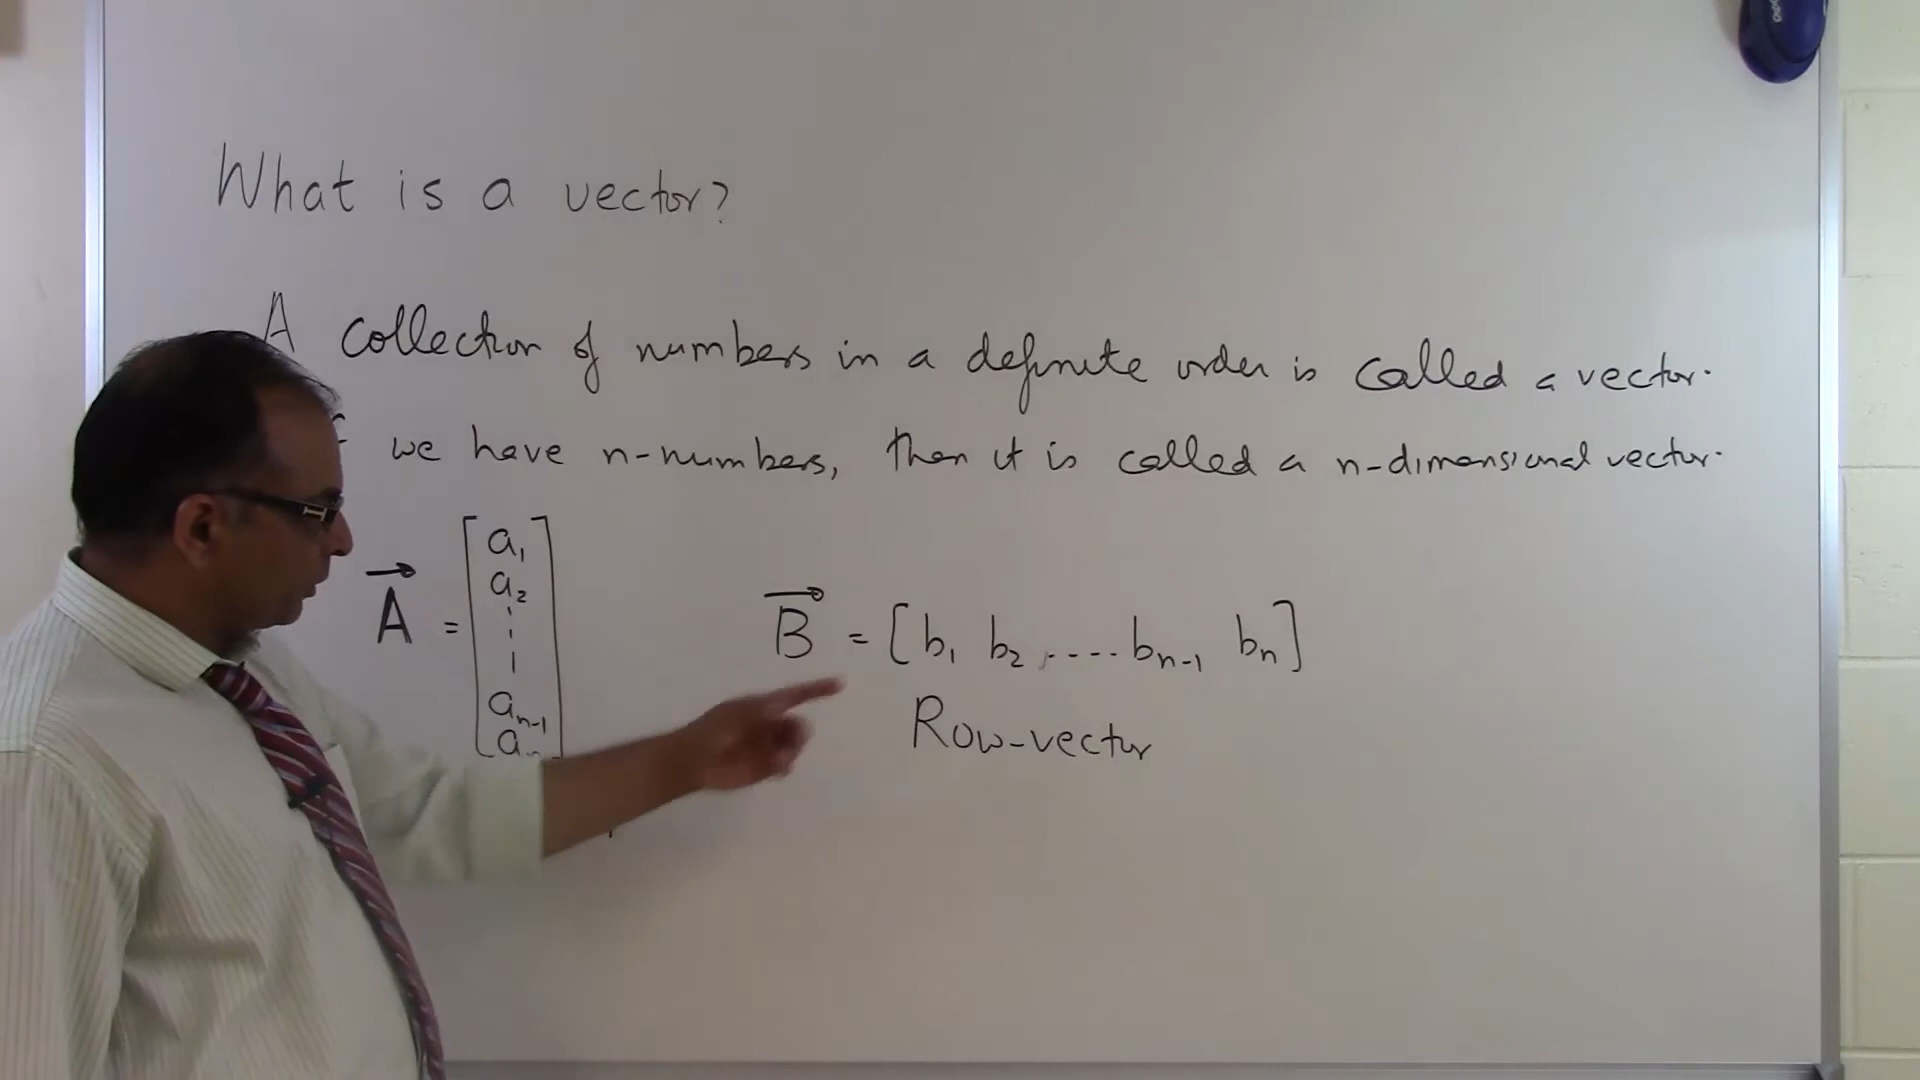 What is a vector?
A collection of numbers in a definite order is called a vector.
we have n-numbers, then it is called a n-dimensional vector.
A = [a1 a2 an-1 a
B = [b1 b2 .... bn-1 bn]
Row-vector